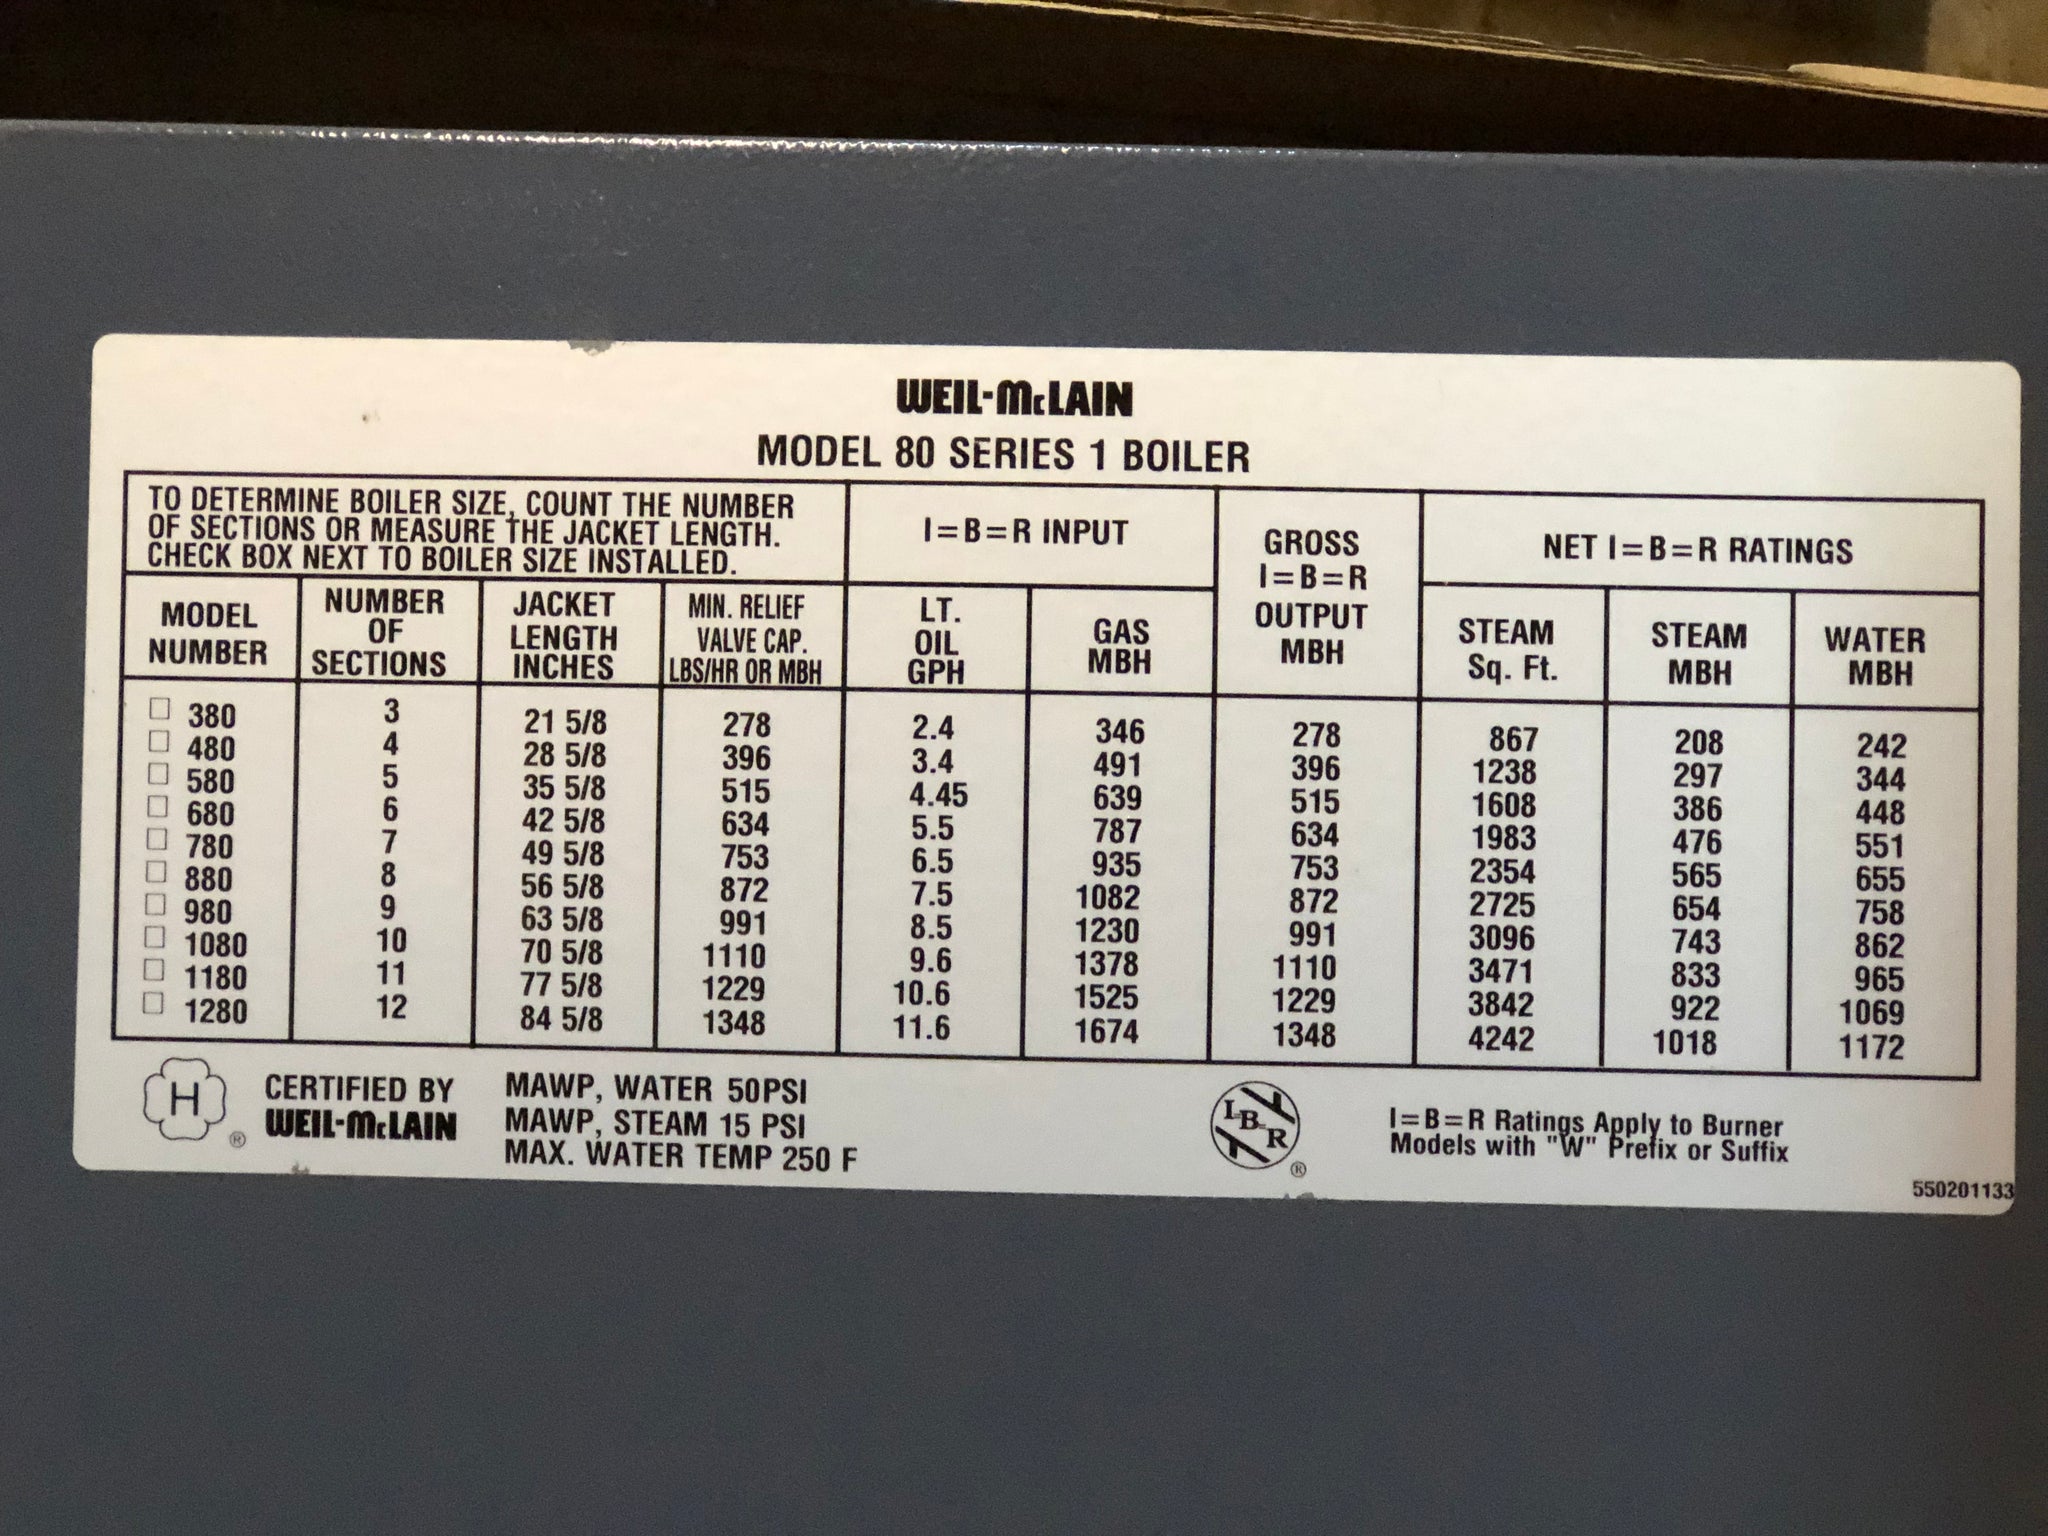 WEIL-McLAIN
MODEL 80 SERIES 1 BOILER
TO DETERMINE BOILER SIZE, COUNT THE NUMBER
OF SECTIONS OR MEASURE THE JACKET LENGTH.
CHECK BOX NEXT TO BOILER SIZE INSTALLED.
I=B=R INPUT
GROSS
I=B=R
OUTPUT
MBH
NET I=B=R RATINGS
MODEL
NUMBER
NUMBER
OF
SECTIONS
JACKET
LENGTH
INCHES
MIN. RELIEF
VALVE CAP.
LBS/HR OR MBH
LT.
OIL
GPH
GAS
MBH
STEAM
Sq. Ft.
STEAM
MBH
WATER
MBH
380 3 21 5/8 278 2.4 346 278 867 208 242
480 4 28 5/8 396 3.4 491 396 1238 297 344
580 5 35 5/8 515 4.45 639 515 1608 386 448
680 6 42 5/8 634 5.5 787 634 1983 476 551
780 7 49 5/8 753 6.5 935 753 2354 565 655
880 8 56 5/8 872 7.5 1082 872 2725 654 758
980 9 63 5/8 991 8.5 1230 991 3096 743 862
1080 10 70 5/8 1110 9.6 1378 1110 3471 833 965
1180 11 77 5/8 1229 10.6 1525 1229 3842 922 1069
1280 12 84 5/8 1348 11.6 1674 1348 4242 1018 1172
H ®
CERTIFIED BY
WEIL-McLAIN
MAWP, WATER 50PSI
MAWP, STEAM 15 PSI
MAX. WATER TEMP 250 F
I=B=R ®
I=B=R Ratings Apply to Burner
Models with "W" Prefix or Suffix
550201133